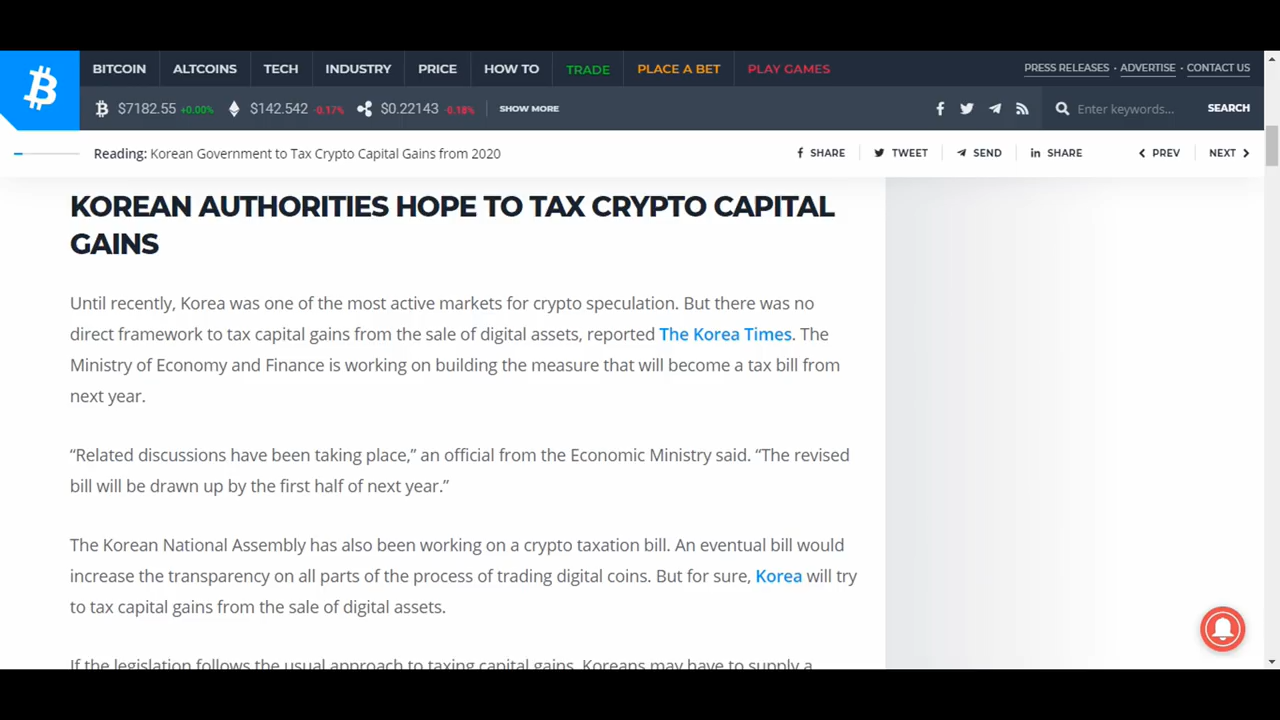 BITCOIN ALTCOINS TECH INDUSTRY PRICE HOW TO TRADE PLACE A BET PLAY GAMES PRESS RELEASES · ADVERTISE · CONTACT US
$7182.55 +0.00% $142.542 -0.17% $0.22143 -0.18% SHOW MORE Enter keywords... SEARCH
Reading: Korean Government to Tax Crypto Capital Gains from 2020 SHARE TWEET SEND SHARE PREV NEXT
KOREAN AUTHORITIES HOPE TO TAX CRYPTO CAPITAL
GAINS
Until recently, Korea was one of the most active markets for crypto speculation. But there was no
direct framework to tax capital gains from the sale of digital assets, reported The Korea Times. The
Ministry of Economy and Finance is working on building the measure that will become a tax bill from
next year.
“Related discussions have been taking place,” an official from the Economic Ministry said. “The revised
bill will be drawn up by the first half of next year.”
The Korean National Assembly has also been working on a crypto taxation bill. An eventual bill would
increase the transparency on all parts of the process of trading digital coins. But for sure, Korea will try
to tax capital gains from the sale of digital assets.
If the legislation follows the usual approach to taxing capital gains, Koreans may have to supply a